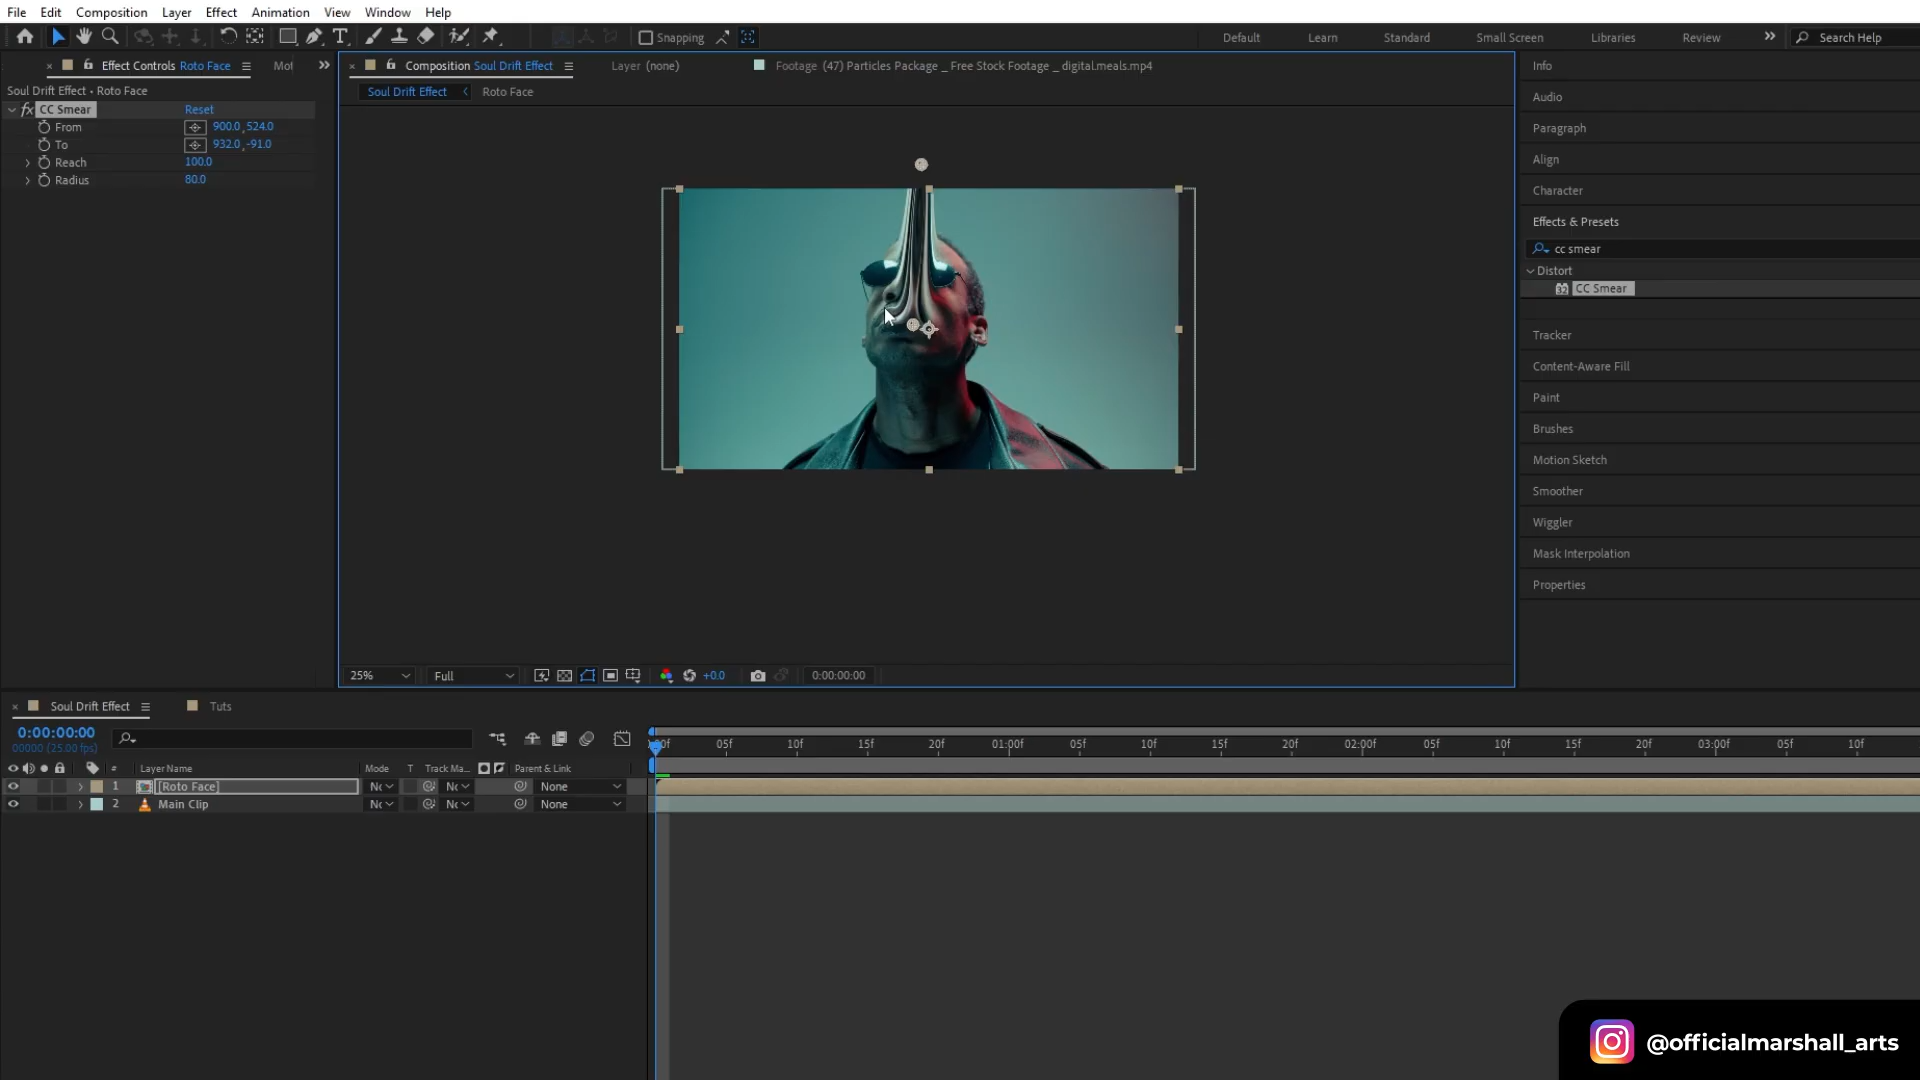 File Edit Composition Layer Effect Animation View Window Help
Snapping
Default Learn Standard Small Screen Libraries Review Search Help
Effect Controls Roto Face Mot
Composition Soul Drift Effect Layer (none) Footage (47) Particles Package _ Free Stock Footage _ digital.meals.mp4
Soul Drift Effect • Roto Face
Soul Drift Effect Roto Face
fx CC Smear Reset
From 900.0, 524.0
To 932.0, -91.0
Reach 100.0
Radius 80.0
Info
Audio
Paragraph
Align
Character
Effects & Presets
cc smear
Distort
32 CC Smear
Tracker
Content-Aware Fill
Paint
Brushes
Motion Sketch
Smoother
Wiggler
Mask Interpolation
Properties
25% Full +0.0 0:00:00:00
Soul Drift Effect Tuts
0:00:00:00
00000 (25.00 fps)
05f 10f 15f 20f 01:00f 05f 10f 15f 20f 02:00f 05f 10f 15f 20f 03:00f 05f 10f
# Layer Name Mode T Track Ma... Parent & Link
1 [Roto Face] None
2 Main Clip None
@officialmarshall_arts